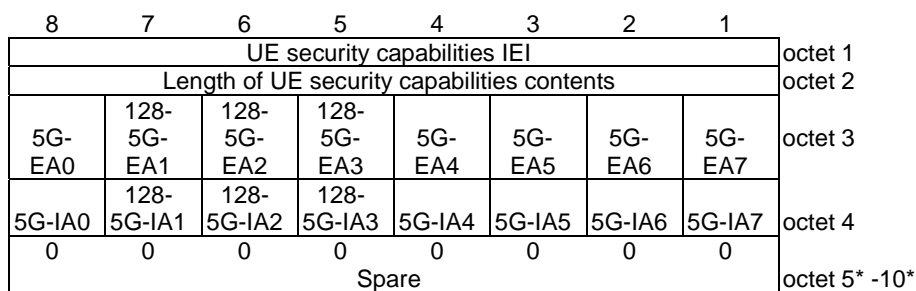 8 7 6 5 4 3 2 1
UE security capabilities IEI octet 1
Length of UE security capabilities contents octet 2
128- 128- 128-
5G- 5G- 5G- 5G- 5G- 5G- 5G- 5G- octet 3
EA0 EA1 EA2 EA3 EA4 EA5 EA6 EA7
128- 128- 128-
5G-IA0 5G-IA1 5G-IA2 5G-IA3 5G-IA4 5G-IA5 5G-IA6 5G-IA7 octet 4
0 0 0 0 0 0 0 0
Spare octet 5* -10*